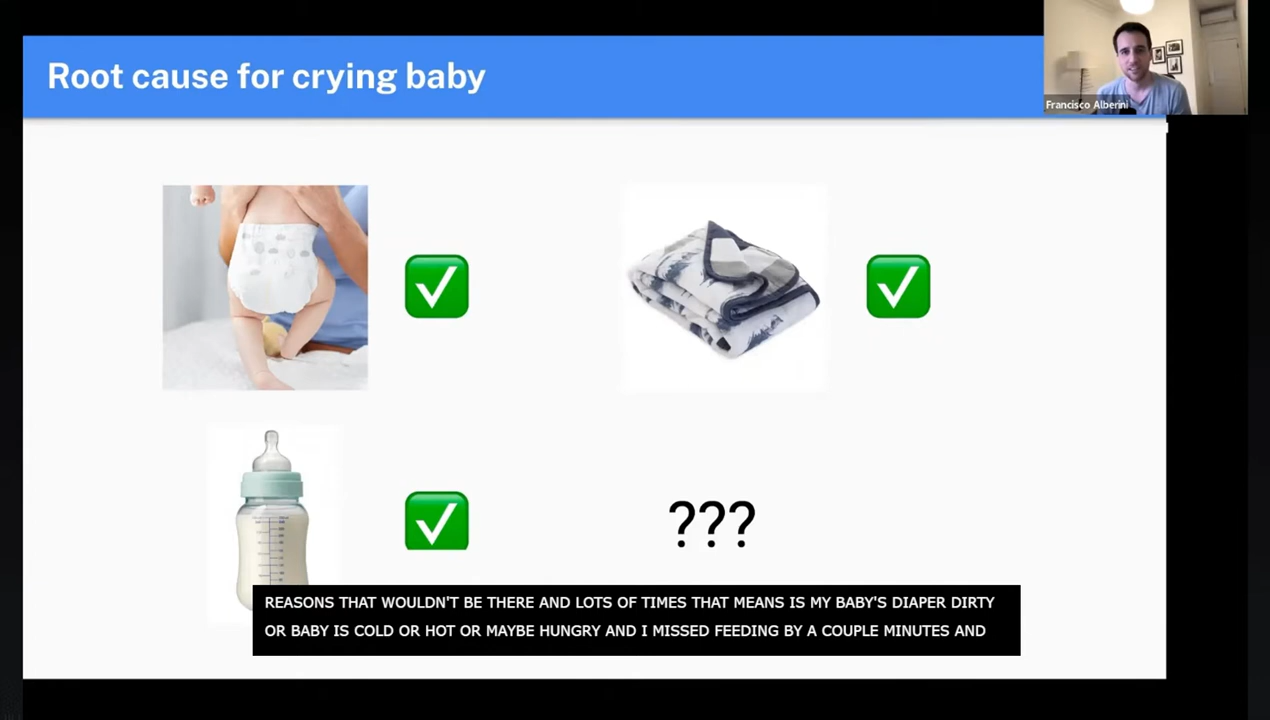 Root cause for crying baby
Francisco Alberini
???
REASONS THAT WOULDN'T BE THERE AND LOTS OF TIMES THAT MEANS IS MY BABY'S DIAPER DIRTY
OR BABY IS COLD OR HOT OR MAYBE HUNGRY AND I MISSED FEEDING BY A COUPLE MINUTES AND